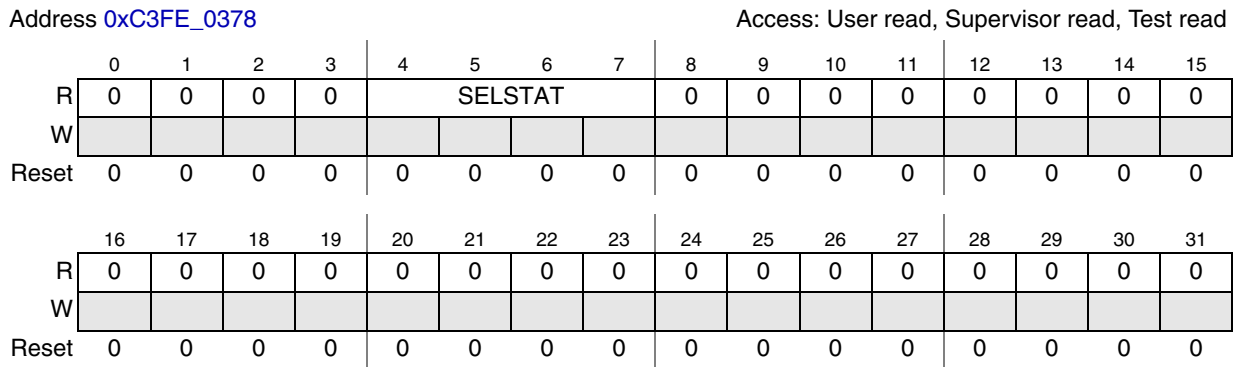 Address 0xC3FE_0378 Access: User read, Supervisor read, Test read
0 1 2 3 4 5 6 7 8 9 10 11 12 13 14 15
R 0 0 0 0 SELSTAT 0 0 0 0 0 0 0 0
W
Reset 0 0 0 0 0 0 0 0 0 0 0 0 0 0 0 0
16 17 18 19 20 21 22 23 24 25 26 27 28 29 30 31
R 0 0 0 0 0 0 0 0 0 0 0 0 0 0 0 0
W
Reset 0 0 0 0 0 0 0 0 0 0 0 0 0 0 0 0